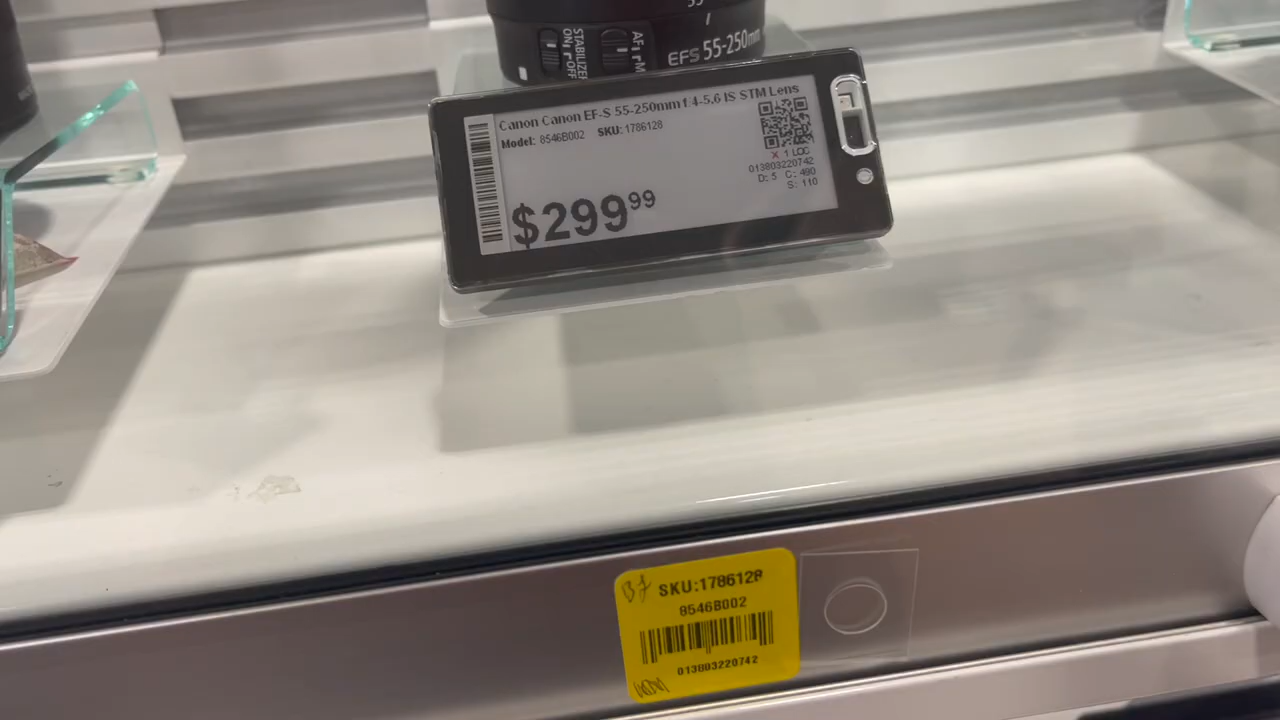 55
STABILIZER
ON OFF
AF M
EFS 55-250mm
Canon Canon EF-S 55-250mm f/4-5.6 IS STM Lens
Model: 8546B002 SKU: 1786128
X 1 LOC
013803220742
D: 5 C: 490
S: 110
$299.99
SKU:1786128
8546B002
013803220742